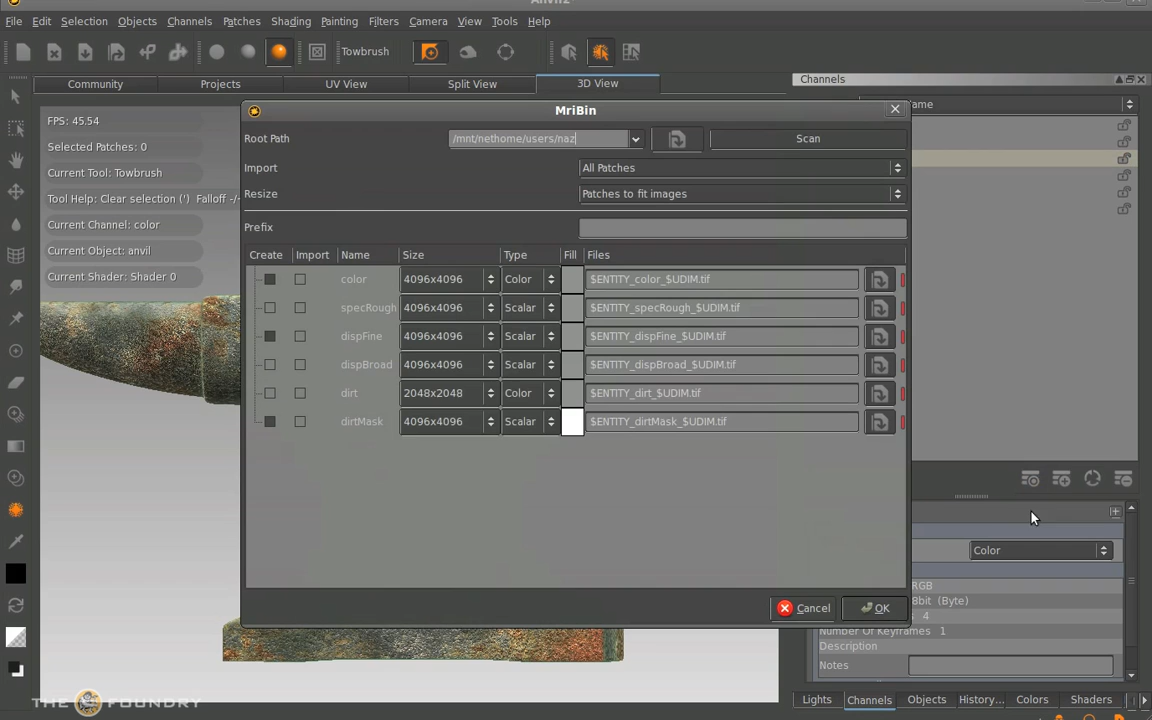 File Edit Selection Objects Channels Patches Shading Painting Filters Camera View Tools Help
Towbrush
Community Projects UV View Split View 3D View
Channels
FPS: 45.54
Selected Patches: 0
Current Tool: Towbrush
Tool Help: Clear selection (') Falloff -/
Current Channel: color
Current Object: anvil
Current Shader: Shader 0
MriBin
Root Path /mnt/nethome/users/naz Scan
Import All Patches
Resize Patches to fit images
Prefix
Create Import Name Size Type Fill Files
color 4096x4096 Color $ENTITY_color_$UDIM.tif
specRough 4096x4096 Scalar $ENTITY_specRough_$UDIM.tif
dispFine 4096x4096 Scalar $ENTITY_dispFine_$UDIM.tif
dispBroad 4096x4096 Scalar $ENTITY_dispBroad_$UDIM.tif
dirt 2048x2048 Color $ENTITY_dirt_$UDIM.tif
dirtMask 4096x4096 Scalar $ENTITY_dirtMask_$UDIM.tif
Cancel OK
ame
Color
RGB
8bit (Byte)
4
Number Of Keyframes 1
Description
Notes
Lights Channels Objects History... Colors Shaders
THE FOUNDRY